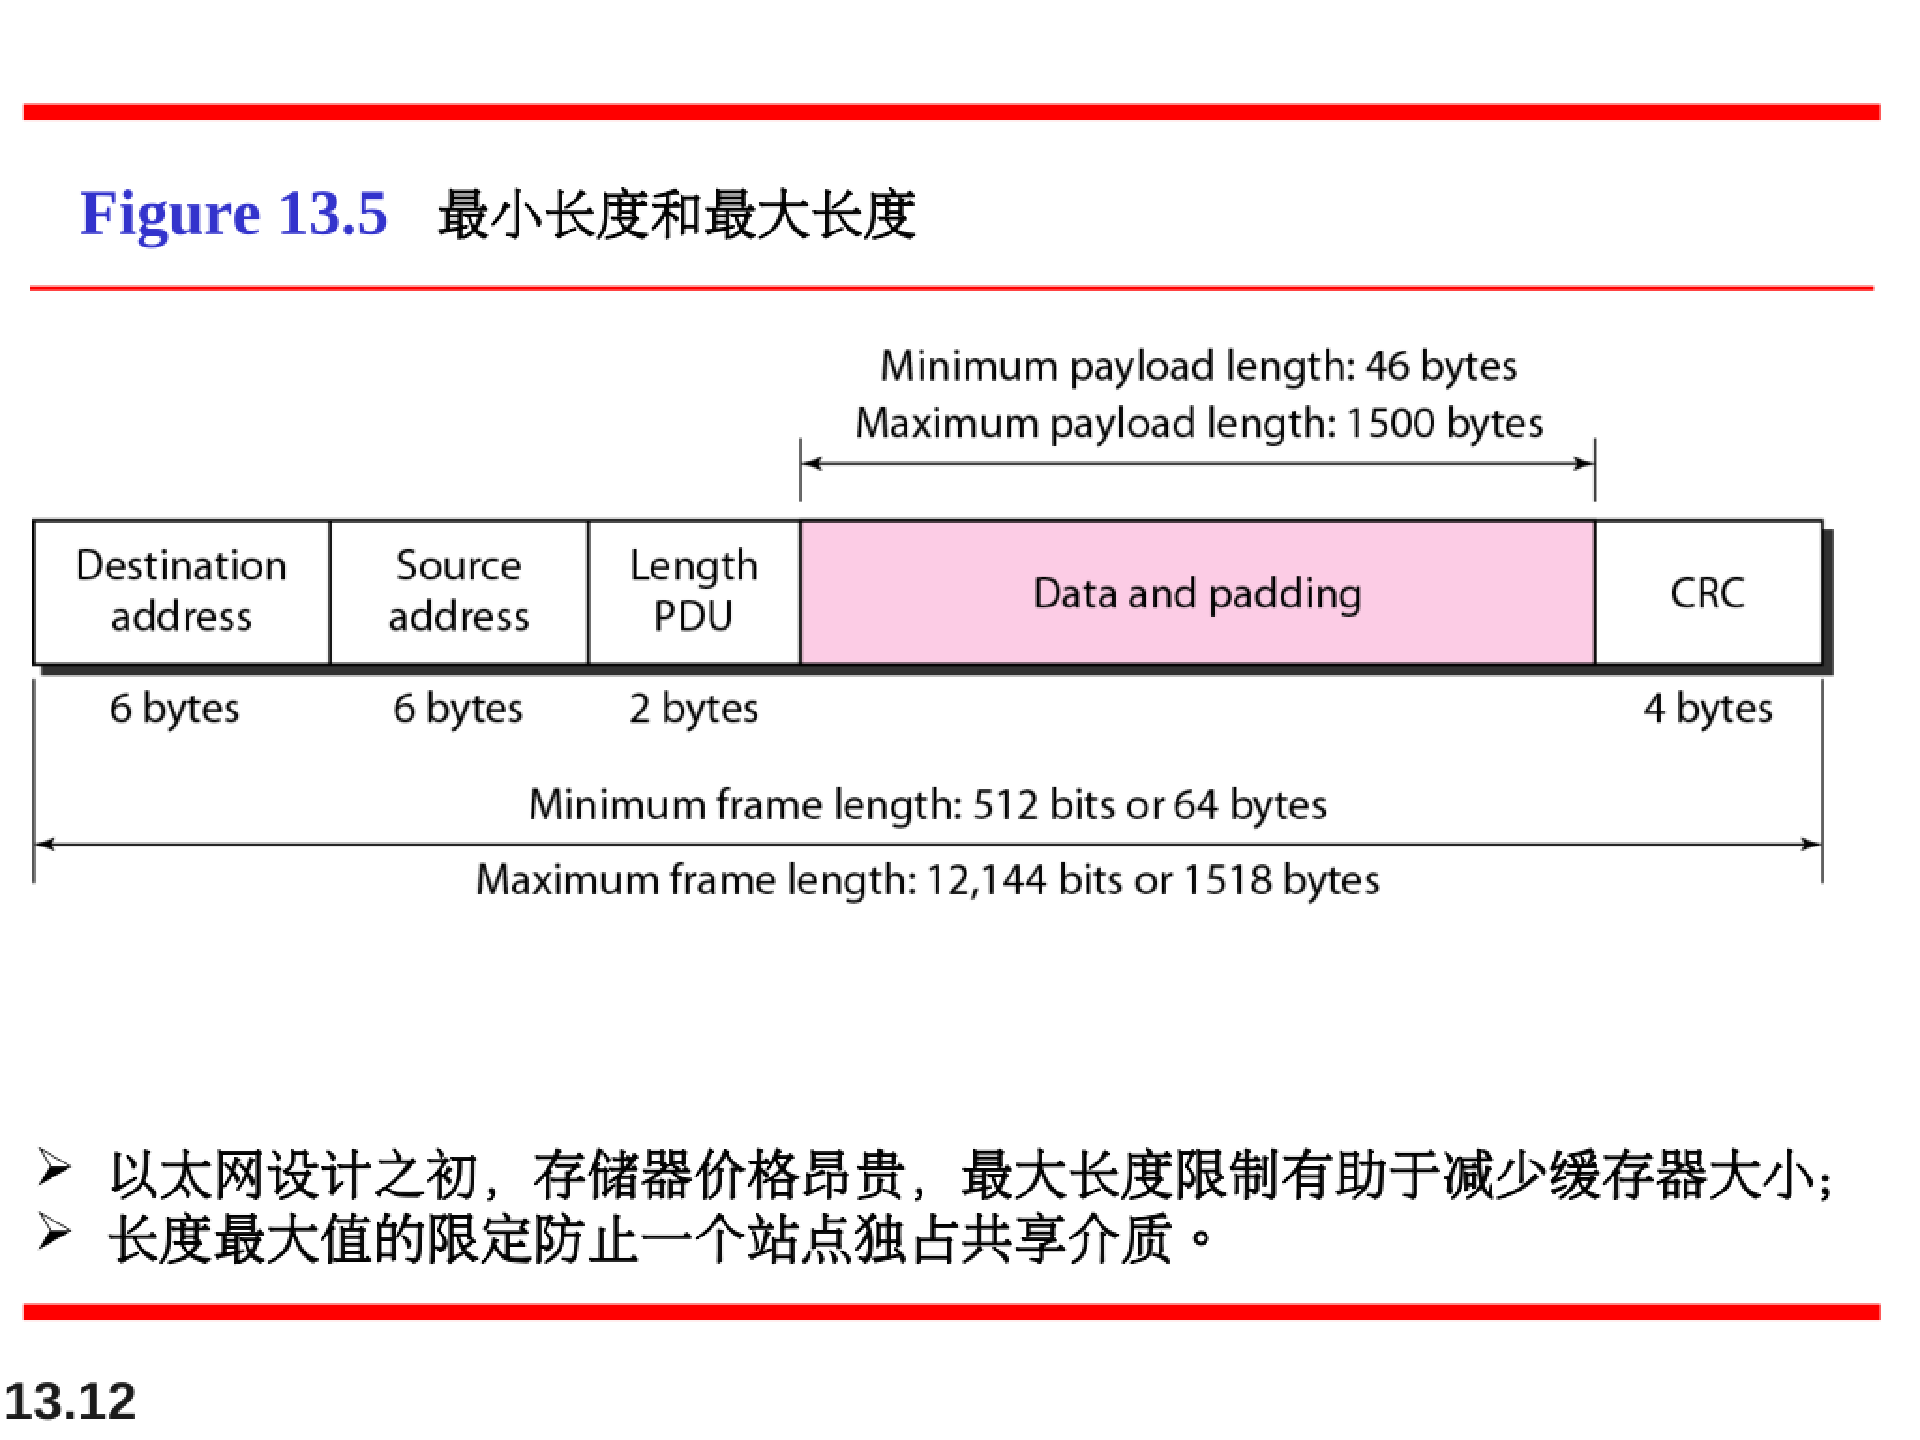 Figure 13.5 最小长度和最大长度
Minimum payload length: 46 bytes
Maximum payload length: 1500 bytes
Destination address
Source address
Length PDU
Data and padding
CRC
6 bytes
6 bytes
2 bytes
4 bytes
Minimum frame length: 512 bits or 64 bytes
Maximum frame length: 12,144 bits or 1518 bytes
➢ 以太网设计之初，存储器价格昂贵，最大长度限制有助于减少缓存器大小；
➢ 长度最大值的限定防止一个站点独占共享介质。
13.12